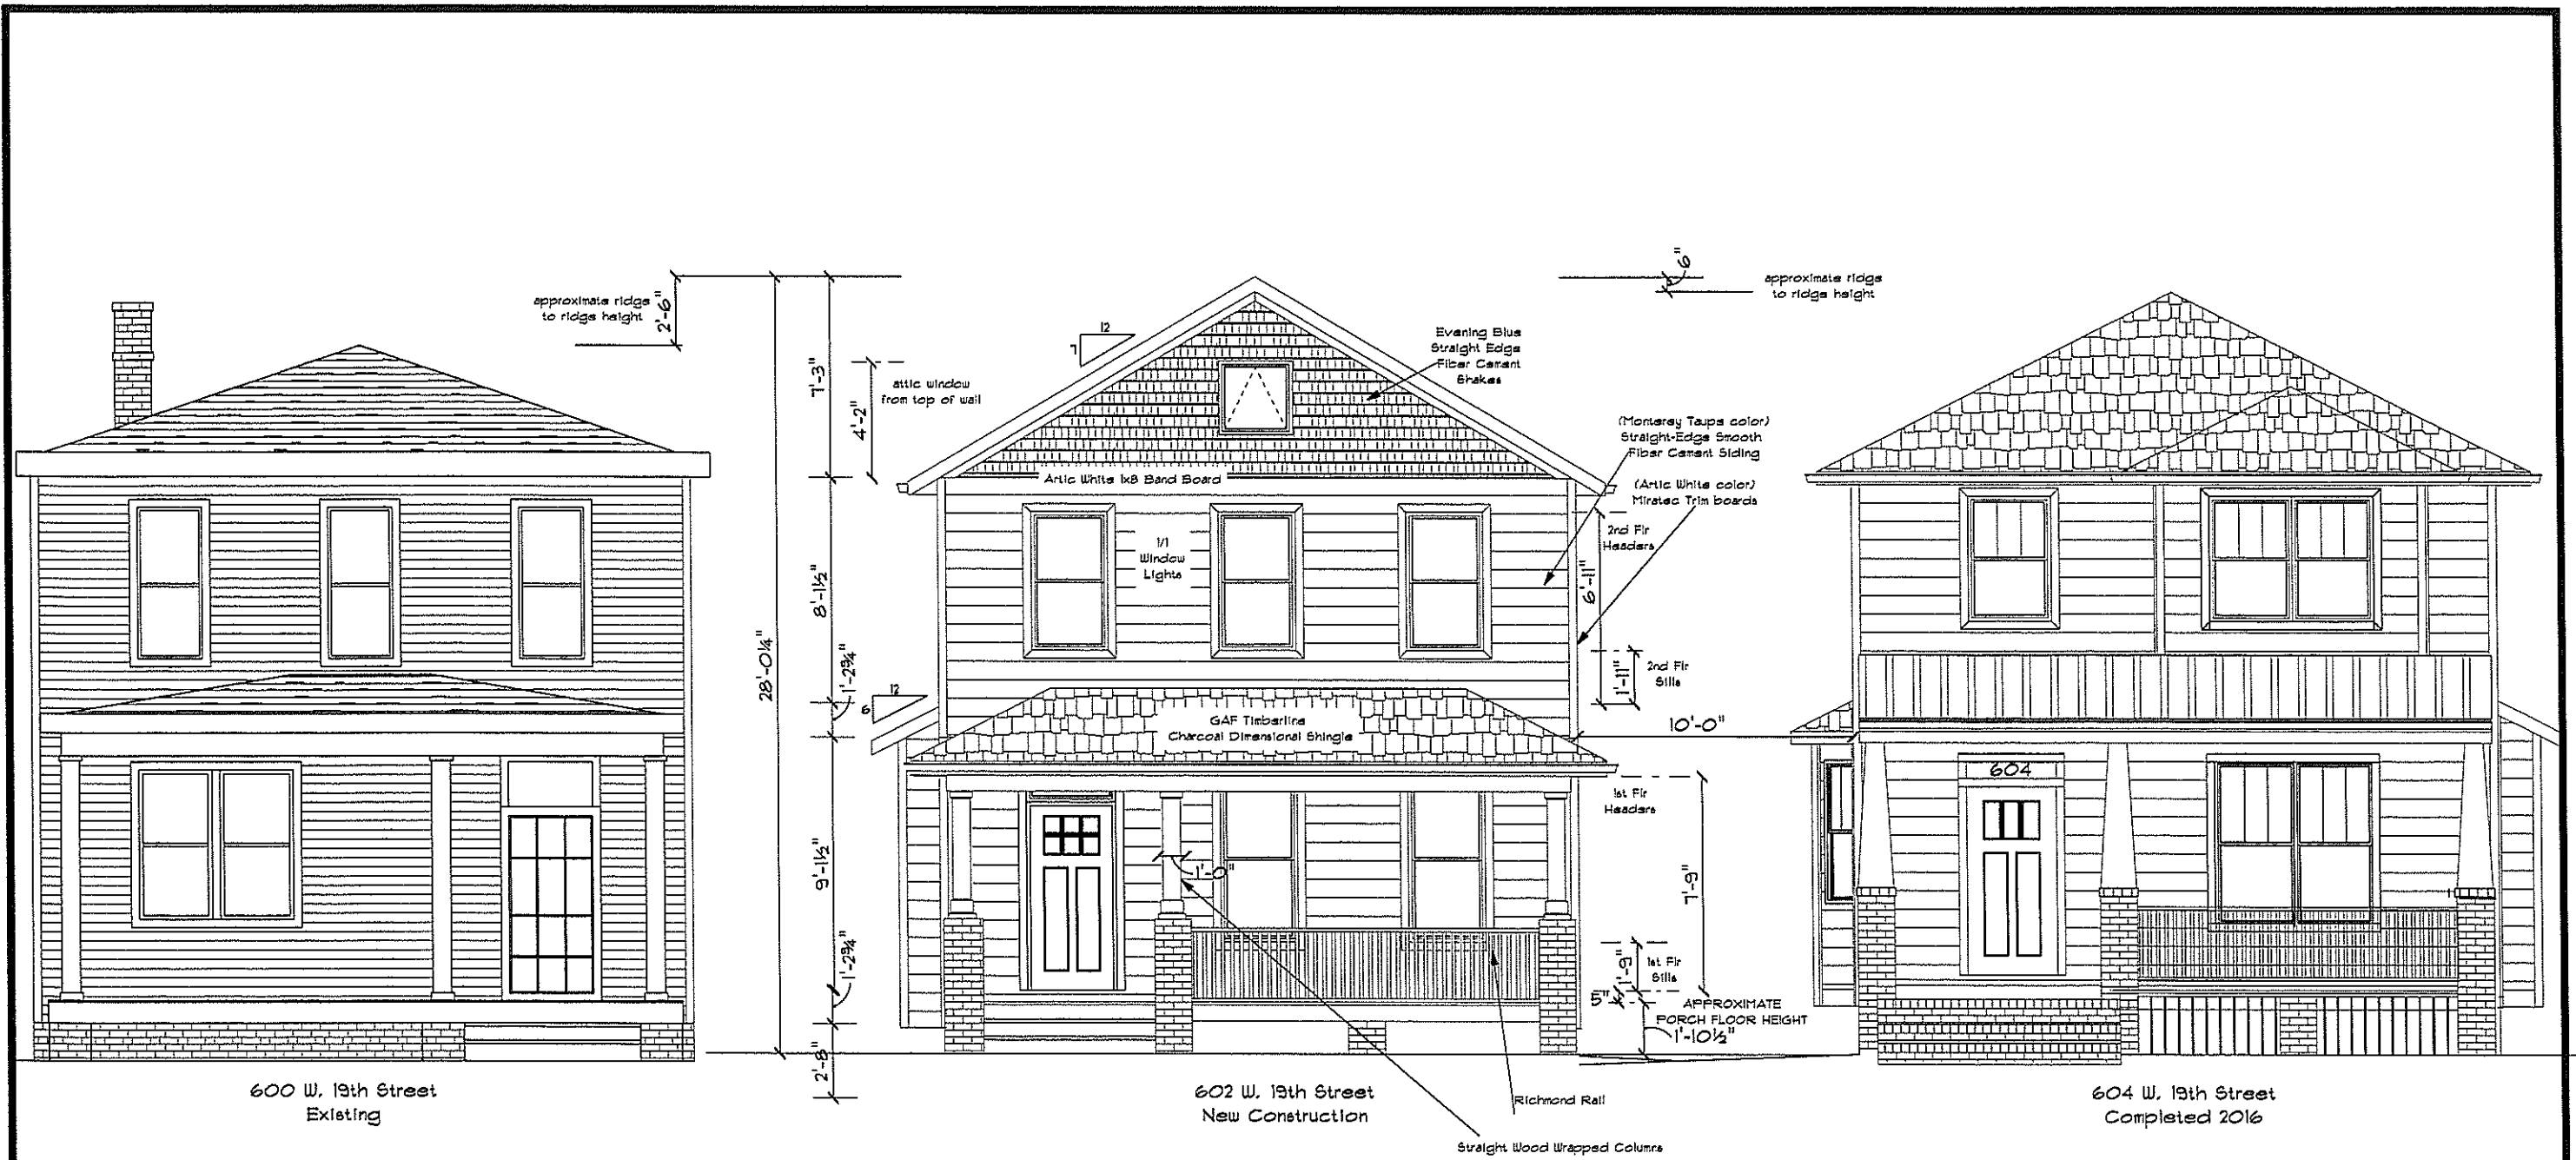 approximate ridge
to ridge height
2'-6"
28'-0¼"
7'-3"
8'-1½"
1'-2¾"
9'-1½"
1'-2¾"
2'-8"
attic window
from top of wall
4'-2"
12
7
12
6
Evening Blue
Straight Edge
Fiber Cement
Shakes
Artic White 1x8 Band Board
1/1
Window
Lights
(Monterey Taupe color)
Straight-Edge Smooth
Fiber Cement Siding
(Artic White color)
Miratec Trim boards
6"
approximate ridge
to ridge height
2nd Flr
Headers
6'-11"
2nd Flr
Sills
1'-11"
GAF Timberline
Charcoal Dimensional Shingle
10'-0"
1st Flr
Headers
7'-9"
1'-0"
1'-9"
1st Flr
Sills
5"
APPROXIMATE
PORCH FLOOR HEIGHT
1'-10½"
604
600 W. 19th Street
Existing
602 W. 19th Street
New Construction
Richmond Rail
Straight Wood Wrapped Columns
604 W. 19th Street
Completed 2016